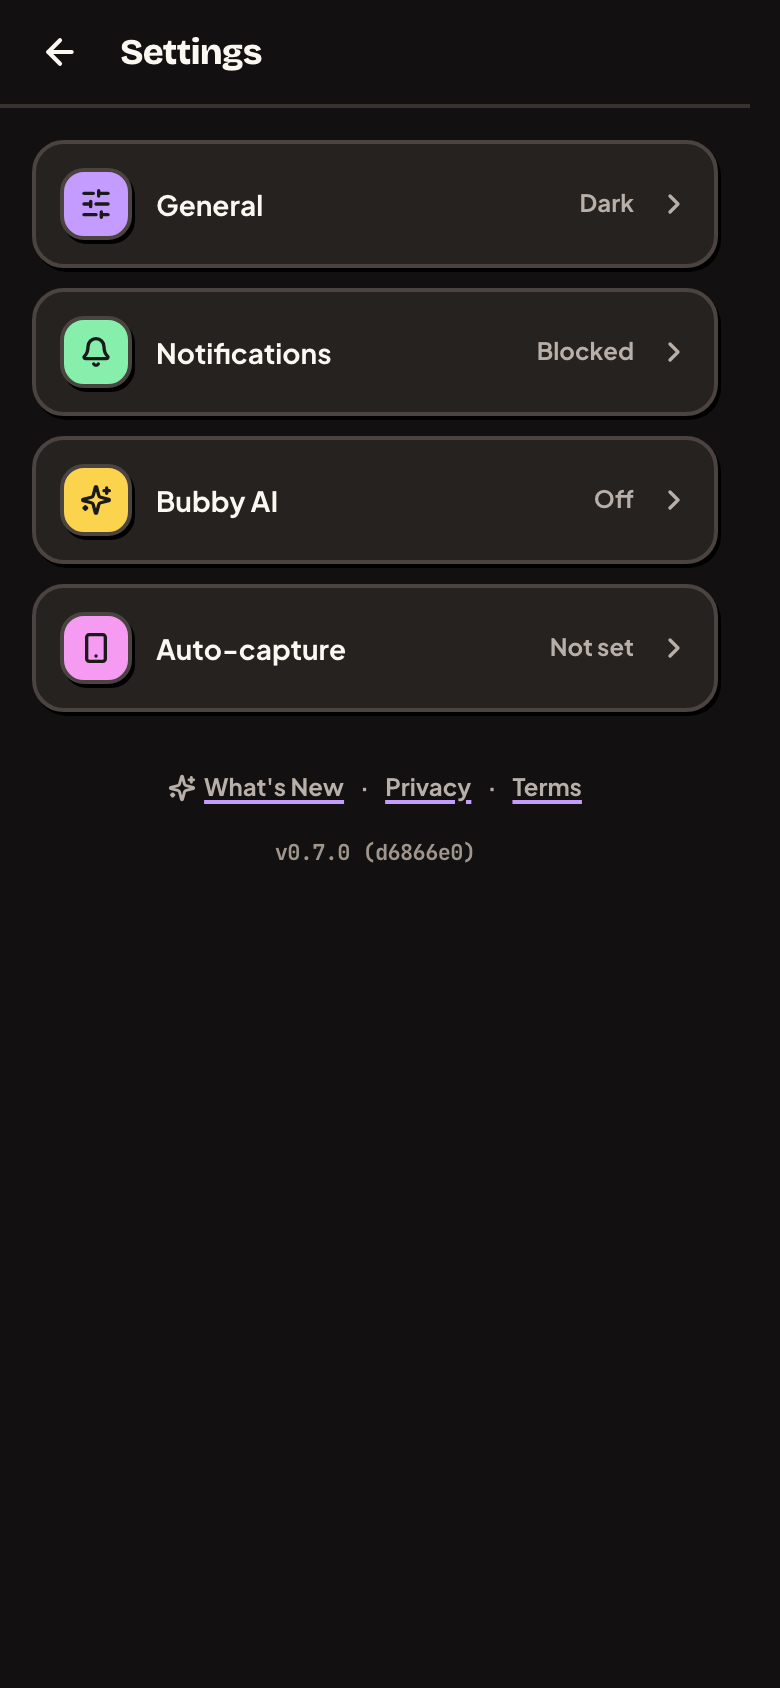 Settings
General Dark
Notifications Blocked
Bubby AI Off
Auto-capture Not set
What's New · Privacy · Terms
v0.7.0 (d6866e0)